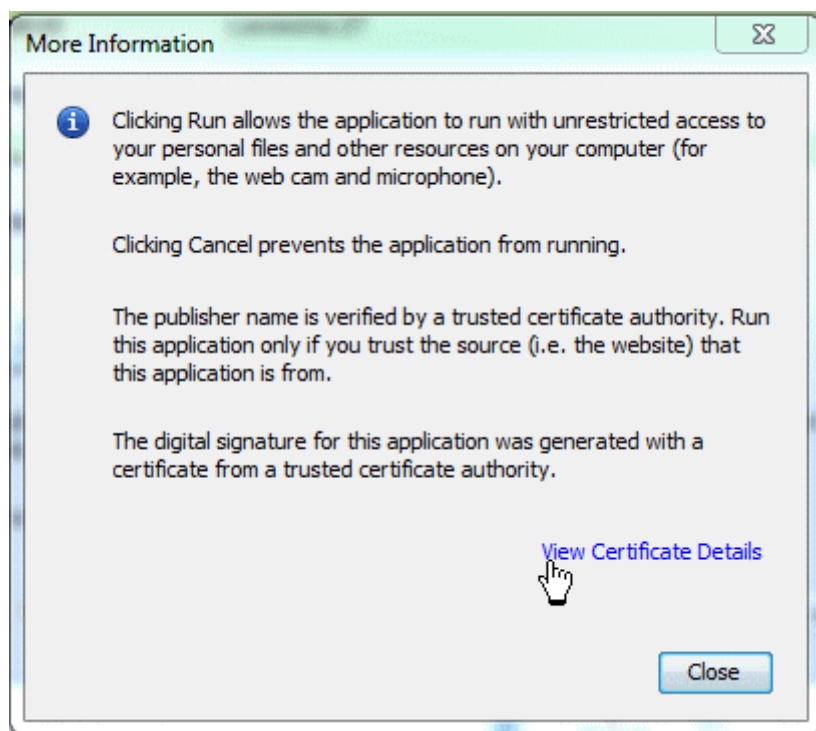 More Information
Clicking Run allows the application to run with unrestricted access to
your personal files and other resources on your computer (for
example, the web cam and microphone).
Clicking Cancel prevents the application from running.
The publisher name is verified by a trusted certificate authority. Run
this application only if you trust the source (i.e. the website) that
this application is from.
The digital signature for this application was generated with a
certificate from a trusted certificate authority.
View Certificate Details
Close